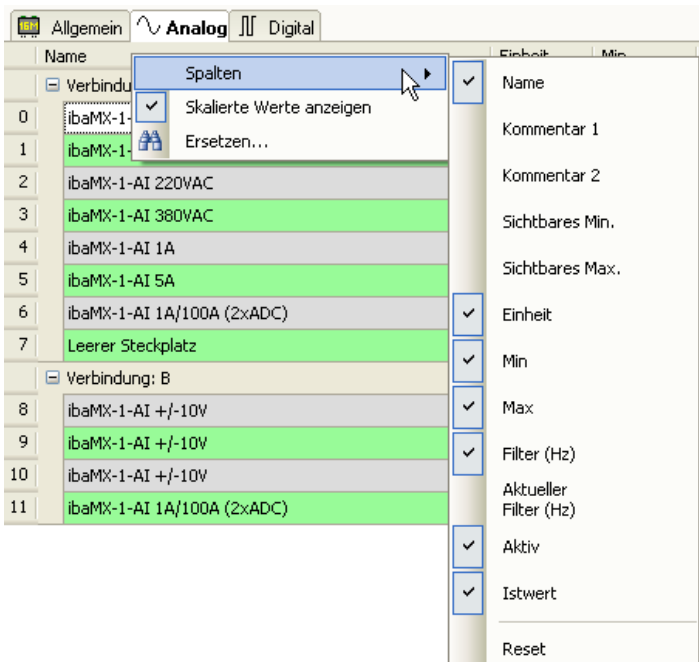 Allgemein Analog Digital
Name Einheit Min
Verbindu
0 ibaMX-1-
1 ibaMX-1-
2 ibaMX-1-AI 220VAC
3 ibaMX-1-AI 380VAC
4 ibaMX-1-AI 1A
5 ibaMX-1-AI 5A
6 ibaMX-1-AI 1A/100A (2xADC)
7 Leerer Steckplatz
Verbindung: B
8 ibaMX-1-AI +/-10V
9 ibaMX-1-AI +/-10V
10 ibaMX-1-AI +/-10V
11 ibaMX-1-AI 1A/100A (2xADC)
Spalten
Skalierte Werte anzeigen
Ersetzen...
Name
Kommentar 1
Kommentar 2
Sichtbares Min.
Sichtbares Max.
Einheit
Min
Max
Filter (Hz)
Aktueller
Filter (Hz)
Aktiv
Istwert
Reset